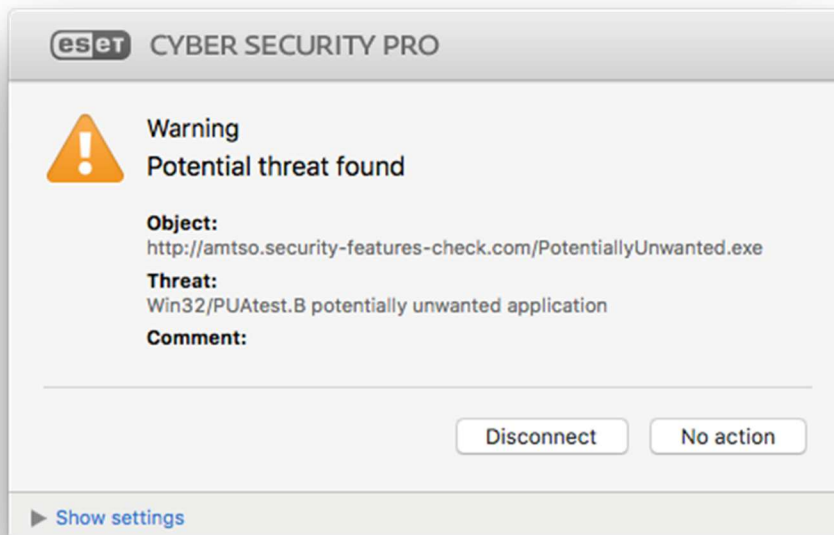 eset CYBER SECURITY PRO
Warning
Potential threat found
Object:
http://amtso.security-features-check.com/PotentiallyUnwanted.exe
Threat:
Win32/PUAtest.B potentially unwanted application
Comment:
Disconnect No action
Show settings